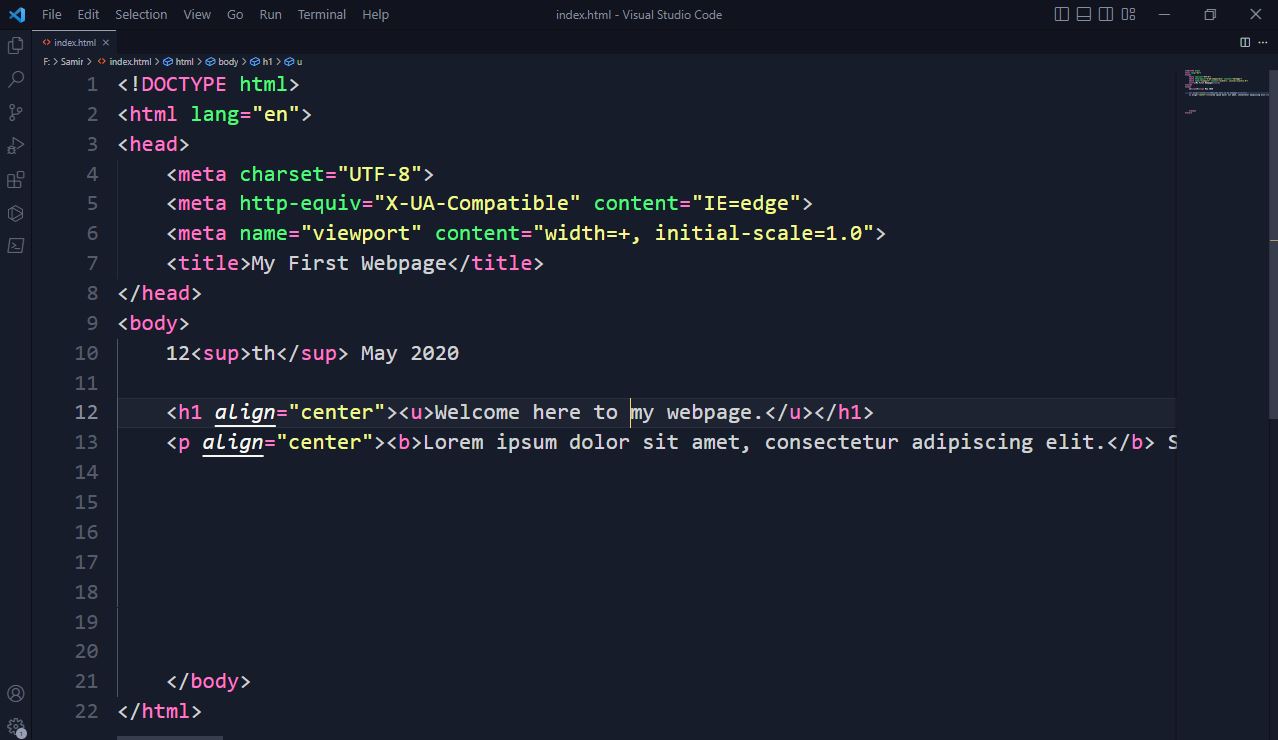 File Edit Selection View Go Run Terminal Help index.html - Visual Studio Code
index.html
F: > Samir > index.html > html > body > h1 > u
1 <!DOCTYPE html>
2 <html lang="en">
3 <head>
4 <meta charset="UTF-8">
5 <meta http-equiv="X-UA-Compatible" content="IE=edge">
6 <meta name="viewport" content="width=+, initial-scale=1.0">
7 <title>My First Webpage</title>
8 </head>
9 <body>
10 12<sup>th</sup> May 2020
11
12 <h1 align="center"><u>Welcome here to my webpage.</u></h1>
13 <p align="center"><b>Lorem ipsum dolor sit amet, consectetur adipiscing elit.</b> S
14
15
16
17
18
19
20
21 </body>
22 </html>
1